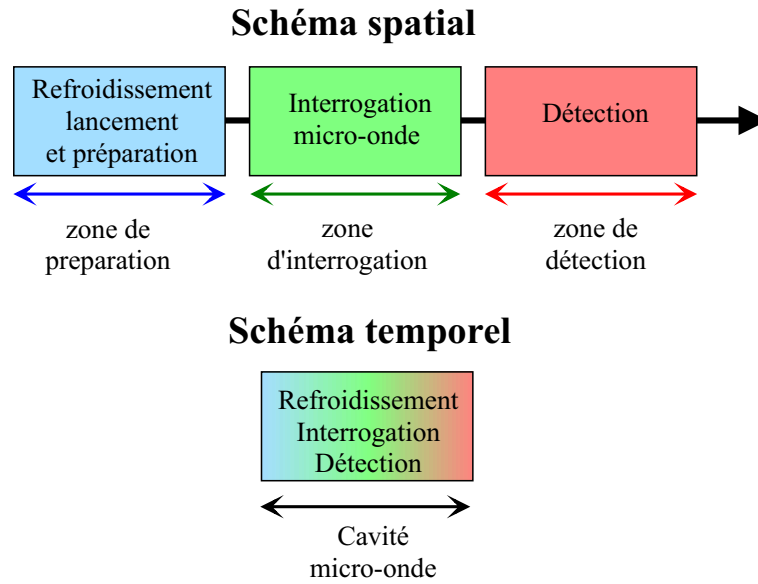 Schéma spatial
Refroidissement
lancement
et préparation
Interrogation
micro-onde
Détection
zone de
preparation
zone
d'interrogation
zone de
détection
Schéma temporel
Refroidissement
Interrogation
Détection
Cavité
micro-onde